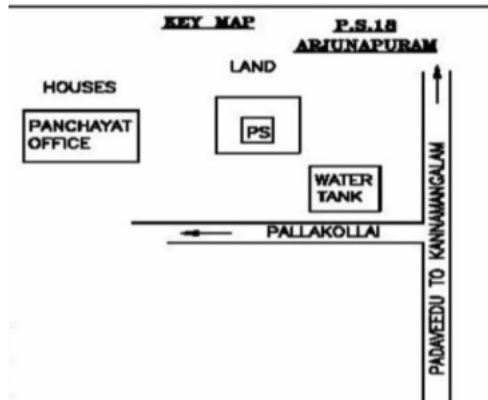 KEY MAP
P.S.18
ARJUNAPURAM
LAND
HOUSES
PANCHAYAT
OFFICE
PS
WATER
TANK
PALLAKOLLAI
PADAVEEDU TO KANNAMANGALAM